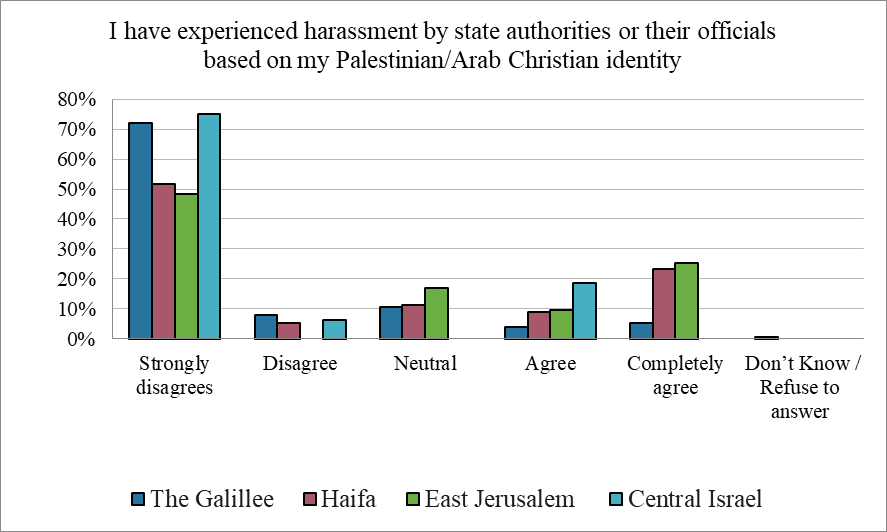 I have experienced harassment by state authorities or their officials
based on my Palestinian/Arab Christian identity
80%
70%
60%
50%
40%
30%
20%
10%
0%
Strongly
disagrees
Disagree
Neutral
Agree
Completely
agree
Don’t Know /
Refuse to
answer
The Galillee
Haifa
East Jerusalem
Central Israel